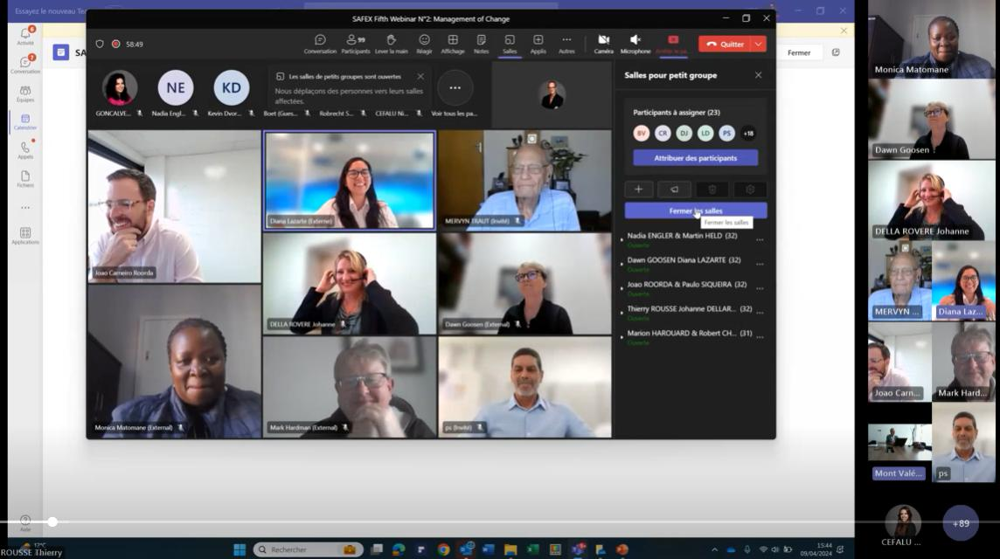 Essayez le nouveau Tea
SAFEX Fifth Webinar N°2: Management of Change
58:49
Conversation
99
Participants
Lever la main
Réagir
Affichage
Notes
Salles
Applis
Autres
Caméra
Microphone
Quitter
SA
Fermer
6
Activité
7
Conversation
Équipes
Calendrier
Appels
Fichiers
Applications
Aide
NE
KD
Les salles de petits groupes sont ouvertes
Nous déplaçons des personnes vers leurs salles
affectées.
GONCALVE...
Nadia Engl...
Kevin Dvor...
Boet (Gues...
Robrecht S...
CEFALU Ni...
Voir tous les pa...
Joao Carneiro Roorda
Diana Lazarte (Externe)
MERVYN TRAUT (Invité)
DELLA ROVERE Johanne
Dawn Goosen (External)
Monica Matomane (External)
Mark Hardman (External)
ps (Invité)
Salles pour petit groupe
Participants à assigner (23)
BV
CR
DJ
LD
PS
+18
Attribuer des participants
Fermer les salles
Fermer les salles
Nadia ENGLER & Martin HELD (32)
Ouverte
Dawn GOOSEN Diana LAZARTE (32)
Ouverte
Joao ROORDA & Paulo SIQUEIRA (32)
Ouverte
Thierry ROUSSE Johanne DELLAR... (32)
Ouverte
Marion HAROUARD & Robert CH... (31)
Ouverte
Monica Matomane
Dawn Goosen
DELLA ROVERE Johanne
MERVYN ...
Diana Laz...
Joao Carn...
Mark Hard...
Mont Valé...
ps
CEFALU ...
+89
12°C
ROUSSE Thierry
Rechercher
15:44
09/04/2024